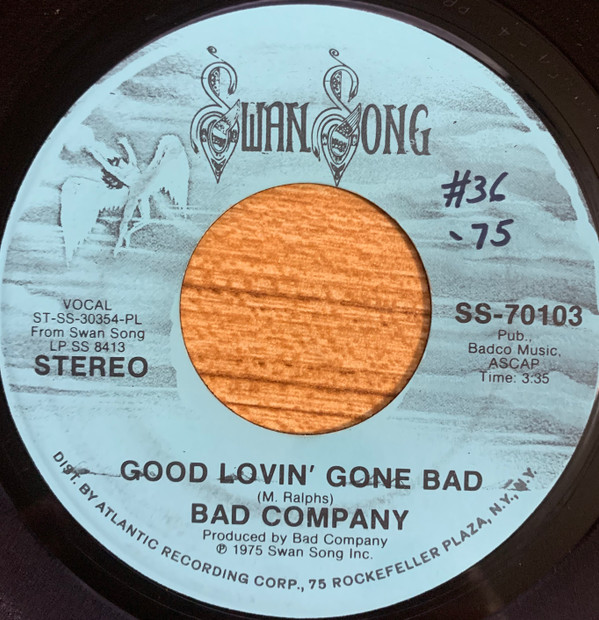 SWAN SONG
#36
-75
VOCAL
ST-SS-30354-PL
From Swan Song
LP SS 8413
STEREO
SS-70103
Pub.,
Badco Music,
ASCAP
Time: 3:35
GOOD LOVIN' GONE BAD
(M. Ralphs)
BAD COMPANY
Produced by Bad Company
℗ 1975 Swan Song Inc.
DIST. BY ATLANTIC RECORDING CORP., 75 ROCKEFELLER PLAZA, N.Y., N.Y.